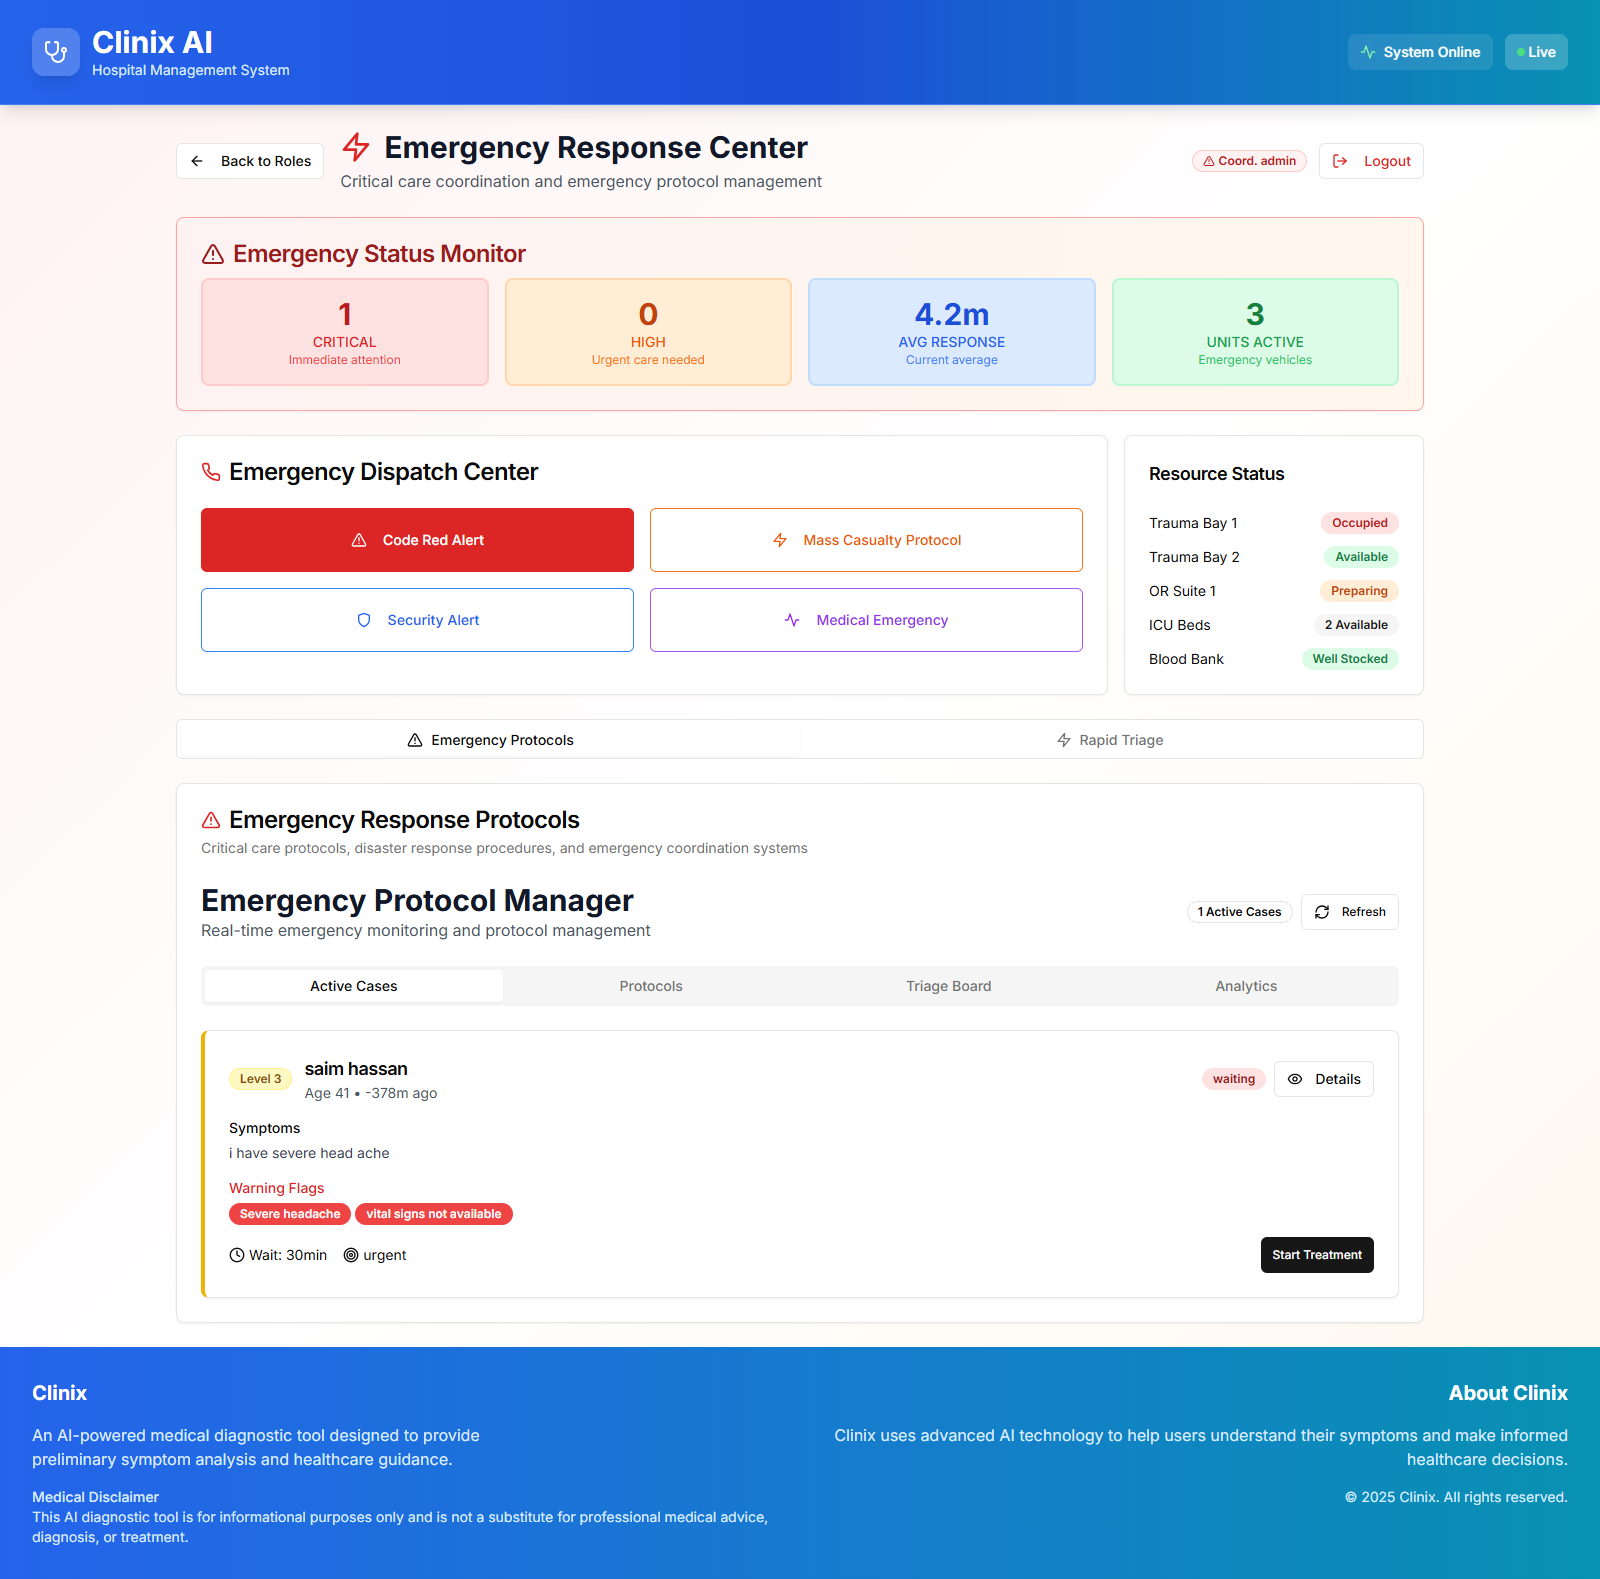 Clinix AI
Hospital Management System
System Online
Live
Back to Roles
Emergency Response Center
Critical care coordination and emergency protocol management
Coord. admin
Logout
Emergency Status Monitor
1
CRITICAL
Immediate attention
0
HIGH
Urgent care needed
4.2m
AVG RESPONSE
Current average
3
UNITS ACTIVE
Emergency vehicles
Emergency Dispatch Center
Code Red Alert
Mass Casualty Protocol
Security Alert
Medical Emergency
Resource Status
Trauma Bay 1 Occupied
Trauma Bay 2 Available
OR Suite 1 Preparing
ICU Beds 2 Available
Blood Bank Well Stocked
Emergency Protocols
Rapid Triage
Emergency Response Protocols
Critical care protocols, disaster response procedures, and emergency coordination systems
Emergency Protocol Manager
Real-time emergency monitoring and protocol management
1 Active Cases
Refresh
Active Cases
Protocols
Triage Board
Analytics
Level 3
saim hassan
Age 41 • -378m ago
waiting
Details
Symptoms
i have severe head ache
Warning Flags
Severe headache
vital signs not available
Wait: 30min
urgent
Start Treatment
Clinix
An AI-powered medical diagnostic tool designed to provide
preliminary symptom analysis and healthcare guidance.
Medical Disclaimer
This AI diagnostic tool is for informational purposes only and is not a substitute for professional medical advice,
diagnosis, or treatment.
About Clinix
Clinix uses advanced AI technology to help users understand their symptoms and make informed
healthcare decisions.
© 2025 Clinix. All rights reserved.